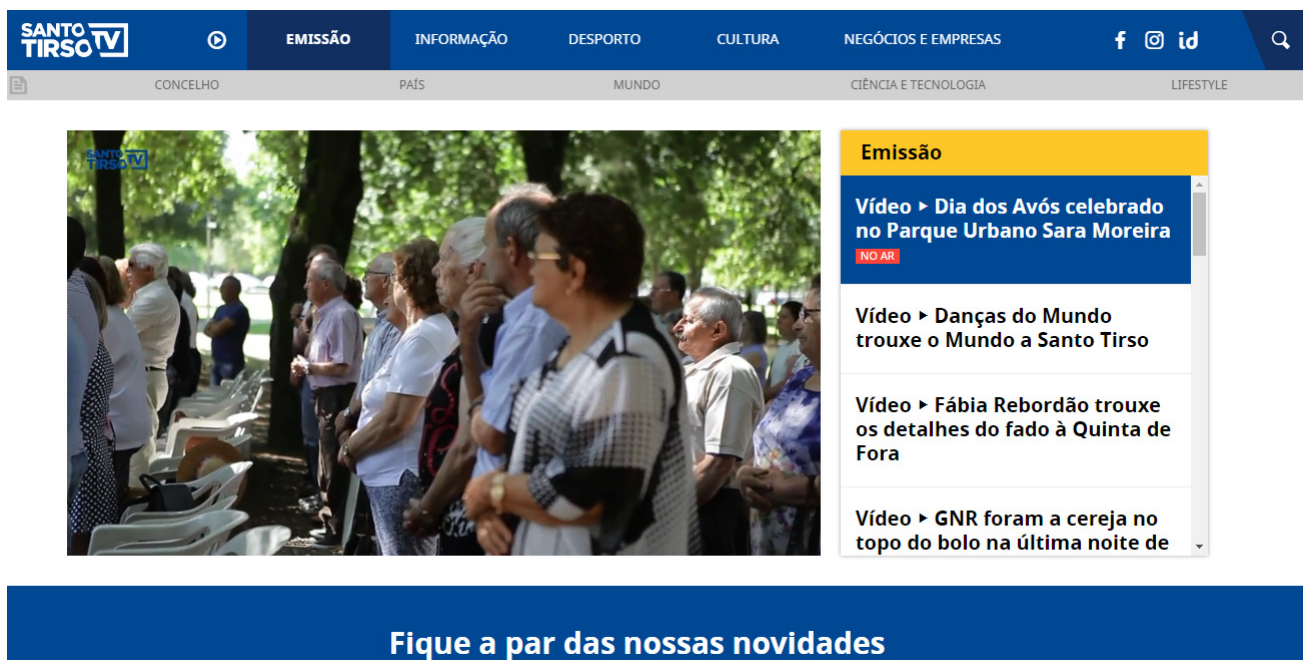 SANTO TIRSO TV
EMISSÃO INFORMAÇÃO DESPORTO CULTURA NEGÓCIOS E EMPRESAS
CONCELHO PAÍS MUNDO CIÊNCIA E TECNOLOGIA LIFESTYLE
SANTO TIRSO TV
Emissão
Vídeo ▸ Dia dos Avós celebrado
no Parque Urbano Sara Moreira
NO AR
Vídeo ▸ Danças do Mundo
trouxe o Mundo a Santo Tirso
Vídeo ▸ Fábia Rebordão trouxe
os detalhes do fado à Quinta de
Fora
Vídeo ▸ GNR foram a cereja no
topo do bolo na última noite de
Fique a par das nossas novidades